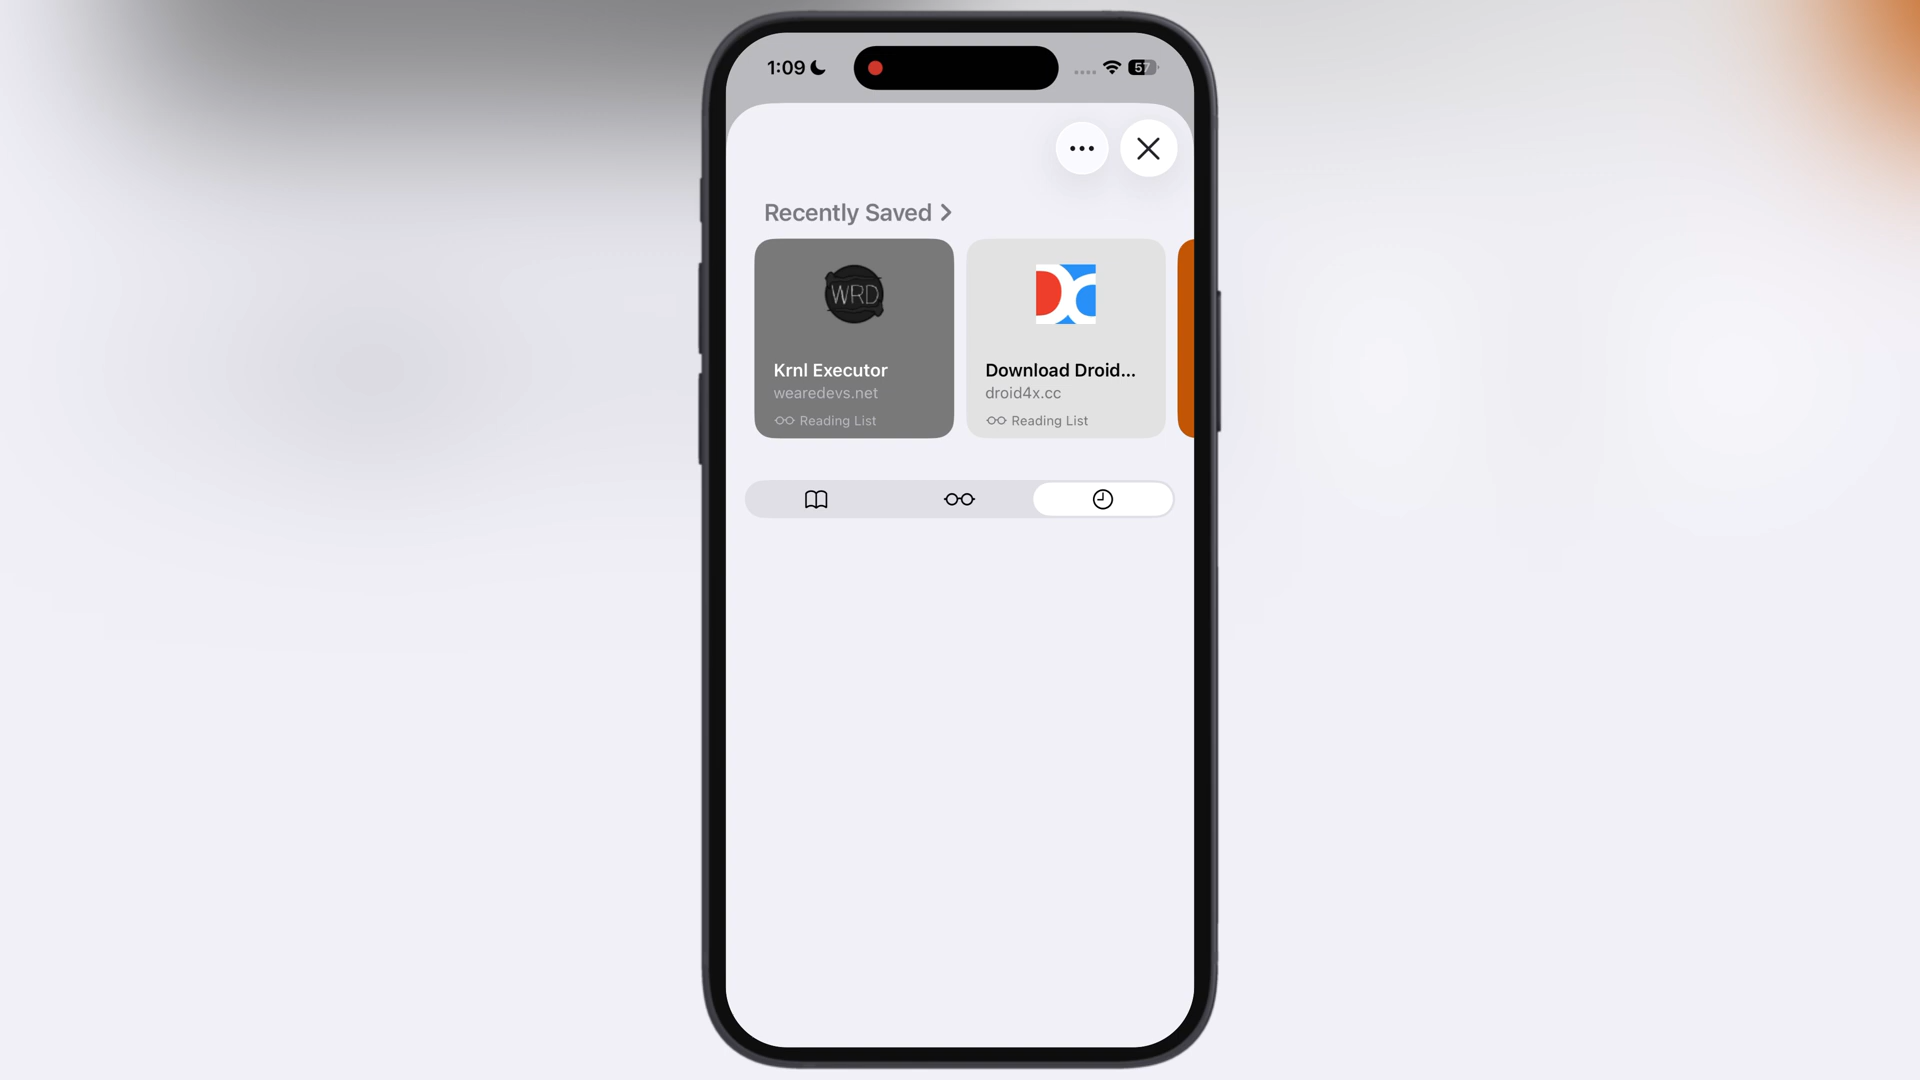 1:09
57
Recently Saved
WRD
Krnl Executor
wearedevs.net
Reading List
Download Droid...
droid4x.cc
Reading List